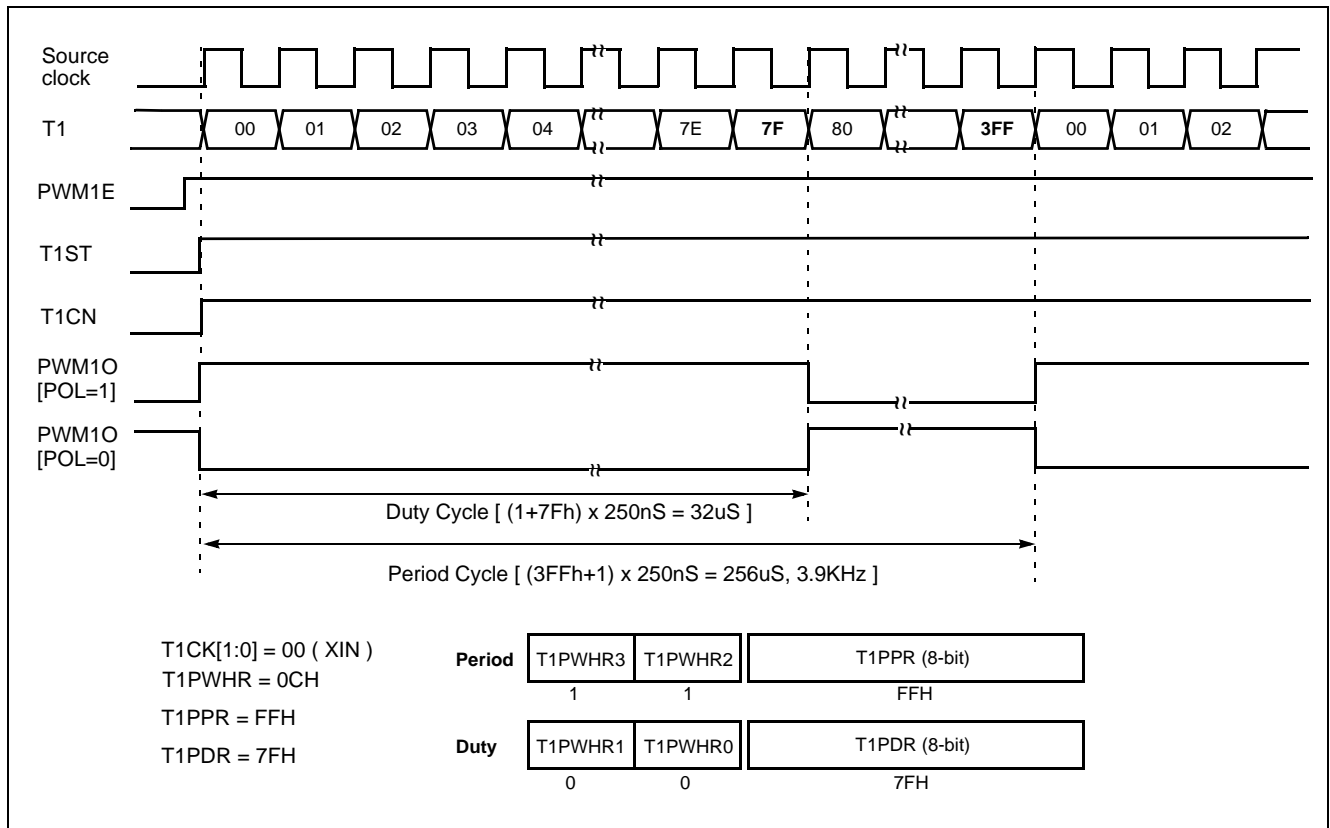 Source
clock
T1 00 01 02 03 04 7E 7F 80 3FF 00 01 02
PWM1E
T1ST
T1CN
PWM1O
[POL=1]
PWM1O
[POL=0]
Duty Cycle [ (1+7Fh) x 250nS = 32uS ]
Period Cycle [ (3FFh+1) x 250nS = 256uS, 3.9KHz ]
T1CK[1:0] = 00 ( XIN )
T1PWHR = 0CH
T1PPR = FFH
T1PDR = 7FH
Period T1PWHR3 T1PWHR2 T1PPR (8-bit)
1 1 FFH
Duty T1PWHR1 T1PWHR0 T1PDR (8-bit)
0 0 7FH